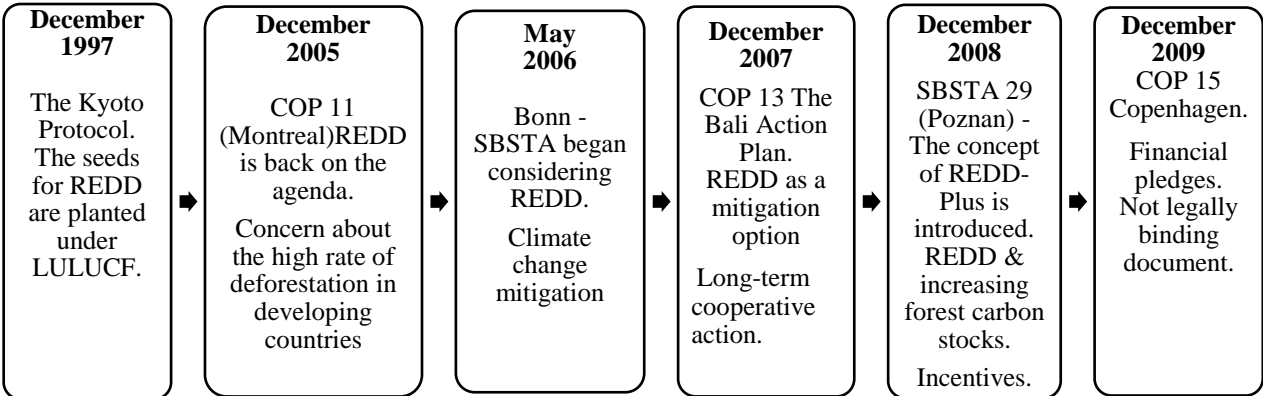 December
1997
The Kyoto
Protocol.
The seeds
for REDD
are planted
under
LULUCF.
December
2005
COP 11
(Montreal)REDD
is back on the
agenda.
Concern about
the high rate of
deforestation in
developing
countries
May
2006
Bonn -
SBSTA began
considering
REDD.
Climate
change
mitigation
December
2007
COP 13 The
Bali Action
Plan.
REDD as a
mitigation
option
Long-term
cooperative
action.
December
2008
SBSTA 29
(Poznan) -
The concept
of REDD-
Plus is
introduced.
REDD &
increasing
forest carbon
stocks.
Incentives.
December
2009
COP 15
Copenhagen.
Financial
pledges.
Not legally
binding
document.